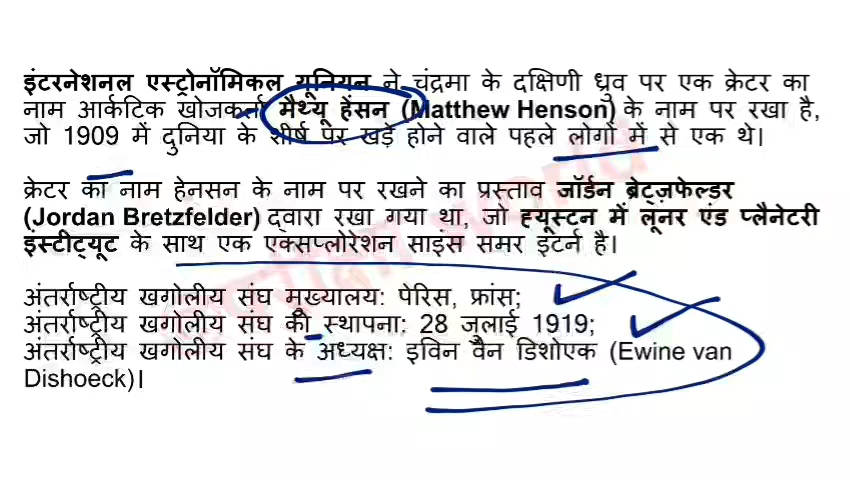 इंटरनेशनल एस्ट्रोनॉमिकल यूनियन ने चंद्रमा के दक्षिणी ध्रुव पर एक क्रेटर का
नाम आर्कटिक खोजकर्ता मैथ्यू हेंसन (Matthew Henson) के नाम पर रखा है,
जो 1909 में दुनिया के शीर्ष पर खड़े होने वाले पहले लोगों में से एक थे।
क्रेटर का नाम हेनसन के नाम पर रखने का प्रस्ताव जॉर्डन ब्रेट्ज़फेल्डर
(Jordan Bretzfelder) द्वारा रखा गया था, जो ह्यूस्टन में लूनर एंड प्लैनेटरी
इंस्टीट्यूट के साथ एक एक्सप्लोरेशन साइंस समर इंटर्न है।
अंतर्राष्ट्रीय खगोलीय संघ मुख्यालय: पेरिस, फ्रांस;
अंतर्राष्ट्रीय खगोलीय संघ की स्थापना: 28 जुलाई 1919;
अंतर्राष्ट्रीय खगोलीय संघ के अध्यक्ष: इविन वैन डिशोएक (Ewine van
Dishoeck)।